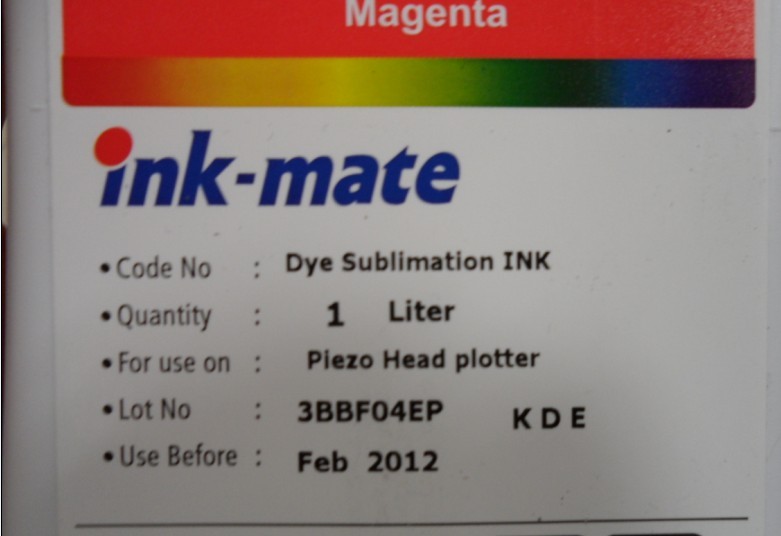 Magenta
ink-mate
• Code No : Dye Sublimation INK
• Quantity : 1 Liter
• For use on : Piezo Head plotter
• Lot No : 3BBF04EP K D E
• Use Before : Feb 2012